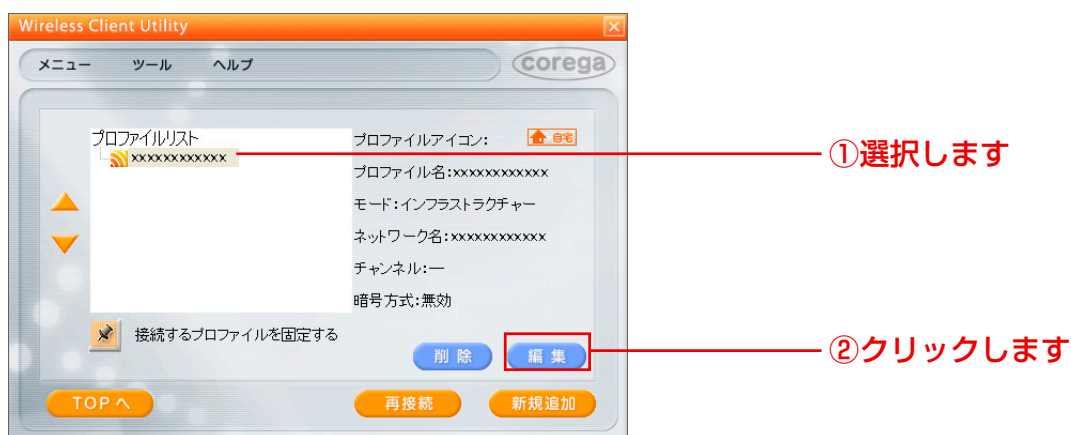 Wireless Client Utility
メニュー ツール ヘルプ
corega
プロファイルリスト
xxxxxxxxxxxx
プロファイルアイコン: 自宅
プロファイル名:xxxxxxxxxxxx
モード:インフラストラクチャー
ネットワーク名:xxxxxxxxxxxx
チャンネル:―
暗号方式:無効
接続するプロファイルを固定する
削除 編集
TOPへ 再接続 新規追加
①選択します
②クリックします